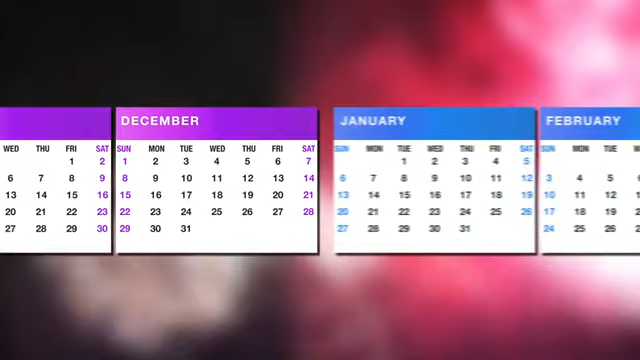 WED THU FRI SAT
1 2
6 7 8 9
13 14 15 16
20 21 22 23
27 28 29 30
DECEMBER
SUN MON TUE WED THU FRI SAT
1 2 3 4 5 6 7
8 9 10 11 12 13 14
15 16 17 18 19 20 21
22 23 24 25 26 27 28
29 30 31
JANUARY
SUN MON TUE WED THU FRI SAT
1 2 3 4 5
6 7 8 9 10 11 12
13 14 15 16 17 18 19
20 21 22 23 24 25 26
27 28 29 30 31
FEBRUARY
SUN MON TUE
3 4 5
10 11 12
17 18 19
24 25 26